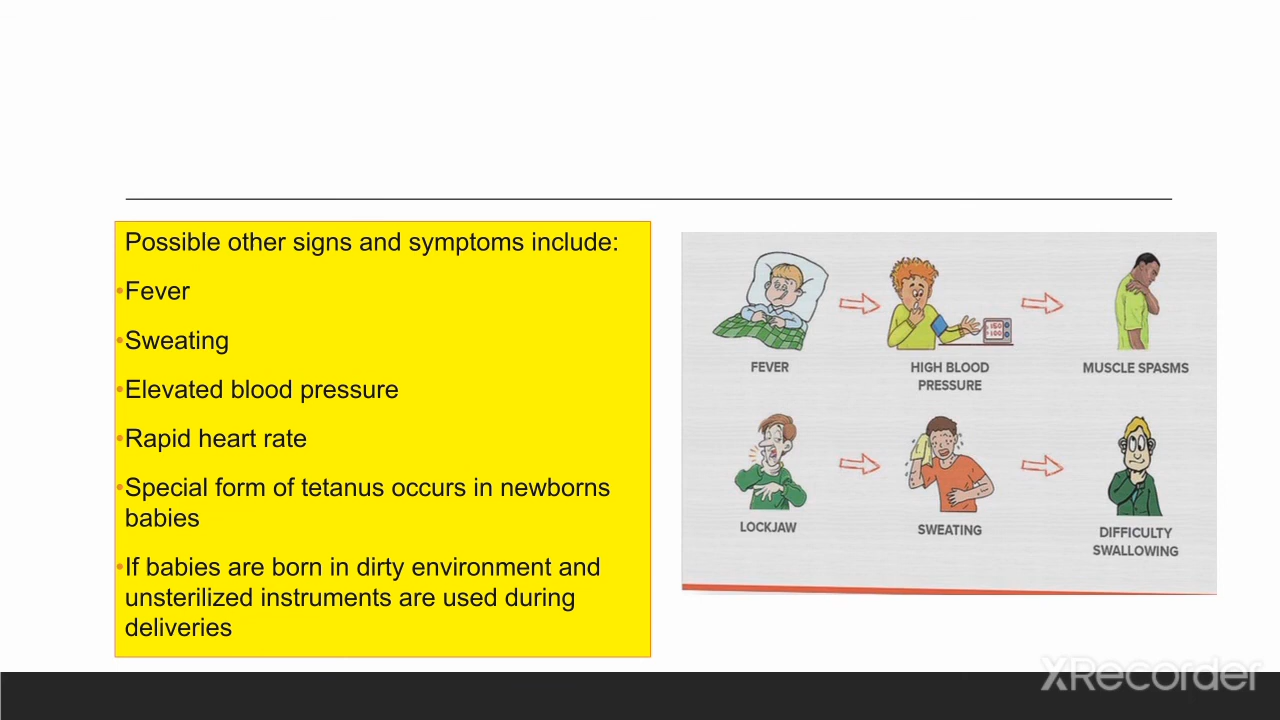 Possible other signs and symptoms include:
•Fever
•Sweating
•Elevated blood pressure
•Rapid heart rate
•Special form of tetanus occurs in newborns
babies
•If babies are born in dirty environment and
unsterilized instruments are used during
deliveries
160
100
FEVER
HIGH BLOOD
PRESSURE
MUSCLE SPASMS
LOCKJAW
SWEATING
DIFFICULTY
SWALLOWING
XRecorder